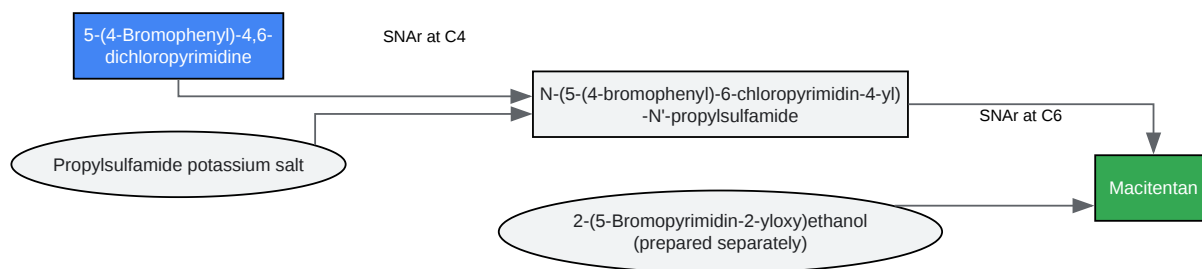 5-(4-Bromophenyl)-4,6-
dichloropyrimidine
SNAr at C4
N-(5-(4-bromophenyl)-6-chloropyrimidin-4-yl)
-N'-propylsulfamide
SNAr at C6
Propylsulfamide potassium salt
Macitentan
2-(5-Bromopyrimidin-2-yloxy)ethanol
(prepared separately)